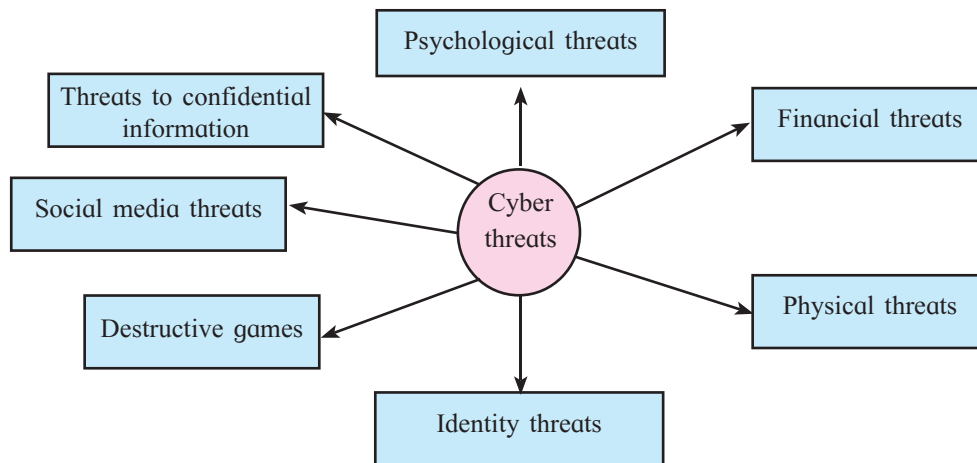 Psychological threats
Threats to confidential
information
Financial threats
Social media threats
Cyber
threats
Physical threats
Destructive games
Identity threats